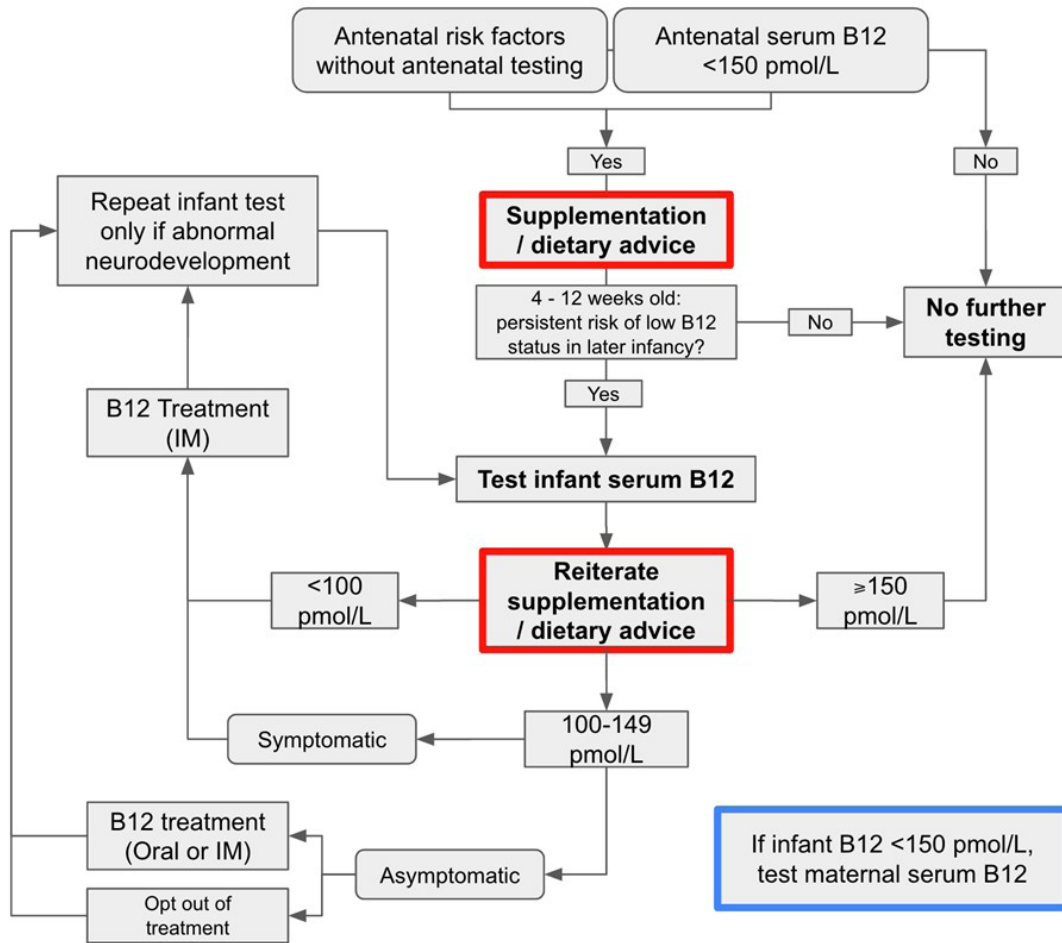 Antenatal risk factors
without antenatal testing
Antenatal serum B12
<150 pmol/L
Yes
No
Repeat infant test
only if abnormal
neurodevelopment
Supplementation
/ dietary advice
4 - 12 weeks old:
persistent risk of low B12
status in later infancy?
No
No further
testing
Yes
B12 Treatment
(IM)
Test infant serum B12
<100
pmol/L
Reiterate
supplementation
/ dietary advice
≥150
pmol/L
Symptomatic
100-149
pmol/L
B12 treatment
(Oral or IM)
Asymptomatic
Opt out of
treatment
If infant B12 <150 pmol/L,
test maternal serum B12